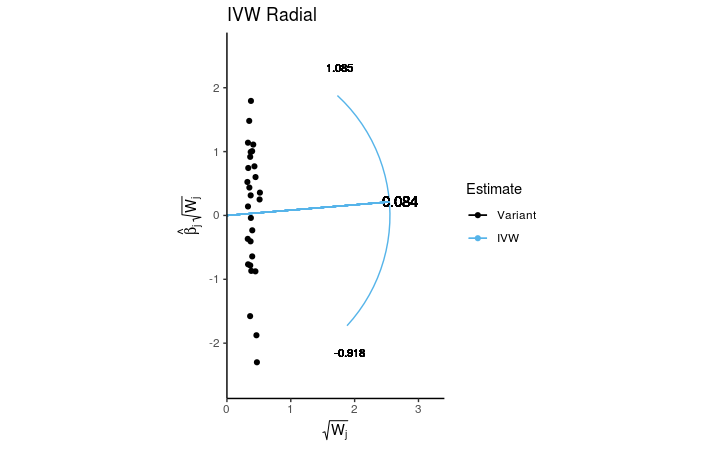 IVW Radial
1.085
2
1
0
-1
-2
0.084
-0.918
β̂ⱼ√Wⱼ
0 1 2 3
√Wⱼ
Estimate
Variant
IVW